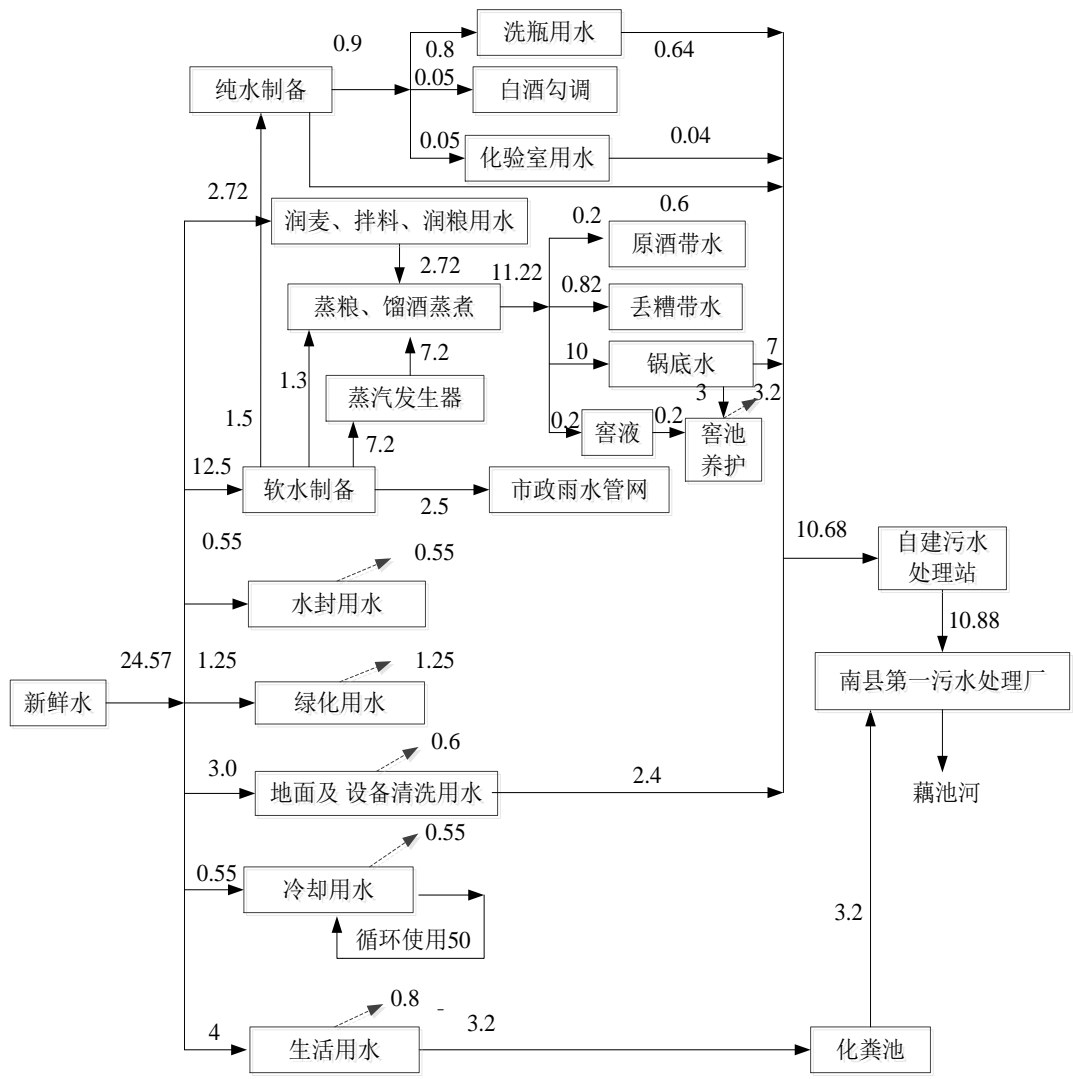 0.9
0.8
洗瓶用水
0.64
纯水制备
0.05
白酒勾调
0.05
化验室用水
0.04
2.72
0.6
润麦、拌料、润粮用水
0.2
原酒带水
2.72
11.22
0.82
蒸粮、馏酒蒸煮
丢糟带水
7.2
10
锅底水
7
1.3
蒸汽发生器
3
3.2
1.5
7.2
0.2
窖液
0.2
窖池
养护
12.5
软水制备
2.5
市政雨水管网
0.55
0.55
水封用水
10.68
自建污水
处理站
10.88
24.57
1.25
1.25
新鲜水
绿化用水
南县第一污水处理厂
3.0
0.6
地面及 设备清洗用水
2.4
藕池河
0.55
0.55
冷却用水
循环使用50
3.2
4
0.8
-
3.2
生活用水
化粪池